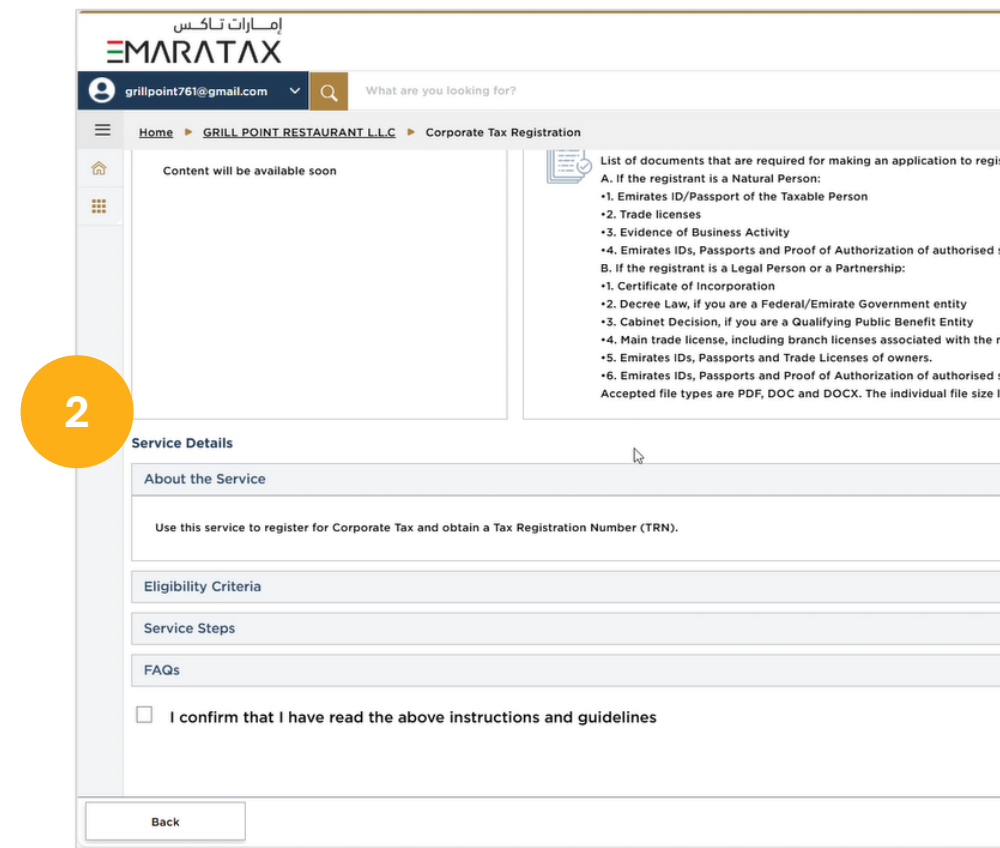 إمـــارات تــاكــس
EMARATAX
grillpoint761@gmail.com
What are you looking for?
Home ▶ GRILL POINT RESTAURANT L.L.C ▶ Corporate Tax Registration
Content will be available soon
List of documents that are required for making an application to regis
A. If the registrant is a Natural Person:
•1. Emirates ID/Passport of the Taxable Person
•2. Trade licenses
•3. Evidence of Business Activity
•4. Emirates IDs, Passports and Proof of Authorization of authorised s
B. If the registrant is a Legal Person or a Partnership:
•1. Certificate of Incorporation
•2. Decree Law, if you are a Federal/Emirate Government entity
•3. Cabinet Decision, if you are a Qualifying Public Benefit Entity
•4. Main trade license, including branch licenses associated with the
•5. Emirates IDs, Passports and Trade Licenses of owners.
•6. Emirates IDs, Passports and Proof of Authorization of authorised s
Accepted file types are PDF, DOC and DOCX. The individual file size l
2
Service Details
About the Service
Use this service to register for Corporate Tax and obtain a Tax Registration Number (TRN).
Eligibility Criteria
Service Steps
FAQs
I confirm that I have read the above instructions and guidelines
Back